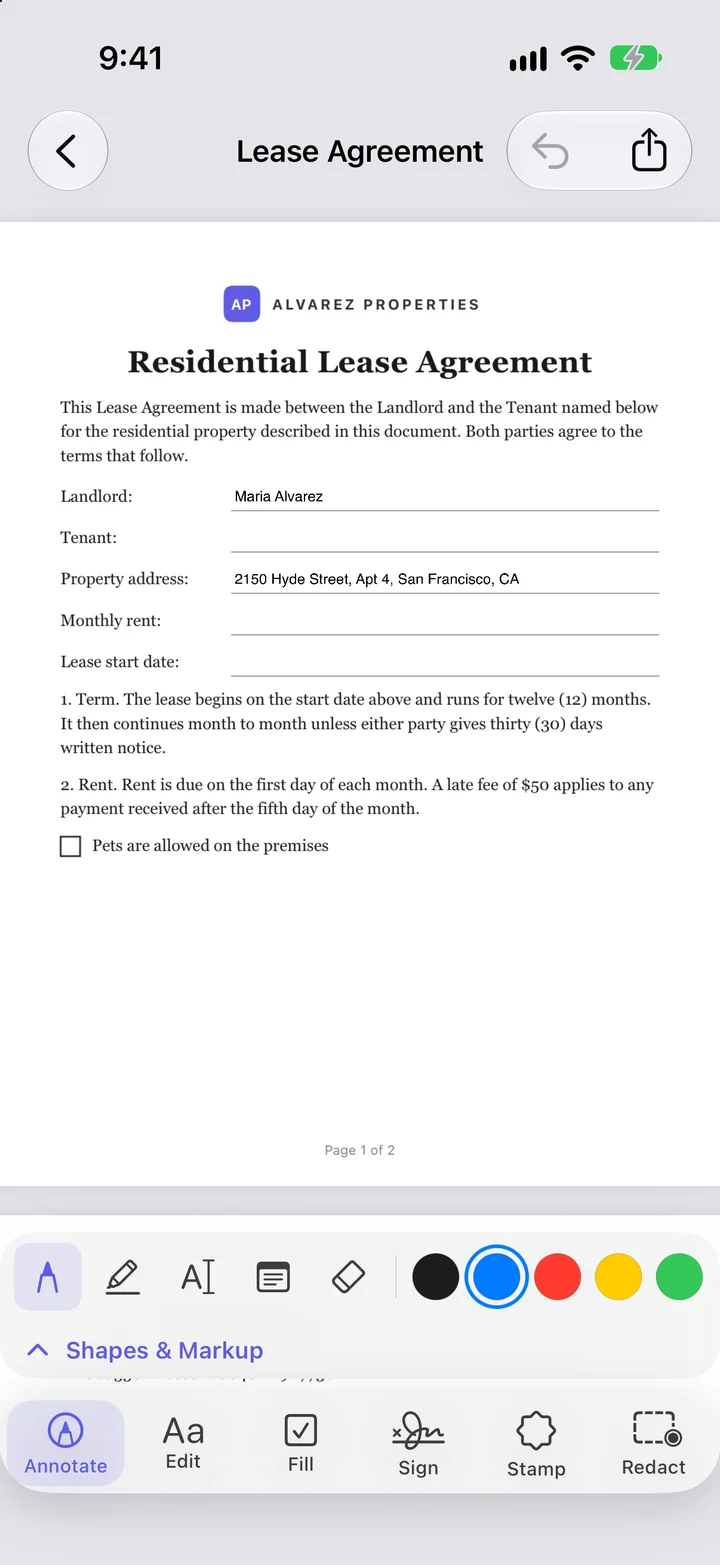 9:41
Lease Agreement
AP ALVAREZ PROPERTIES
Residential Lease Agreement
This Lease Agreement is made between the Landlord and the Tenant named below
for the residential property described in this document. Both parties agree to the
terms that follow.
Landlord: Maria Alvarez
Tenant:
Property address: 2150 Hyde Street, Apt 4, San Francisco, CA
Monthly rent:
Lease start date:
1. Term. The lease begins on the start date above and runs for twelve (12) months.
It then continues month to month unless either party gives thirty (30) days
written notice.
2. Rent. Rent is due on the first day of each month. A late fee of $50 applies to any
payment received after the fifth day of the month.
Pets are allowed on the premises
Page 1 of 2
A
Shapes & Markup
Annotate
Aa
Edit
Fill
Sign
Stamp
Redact